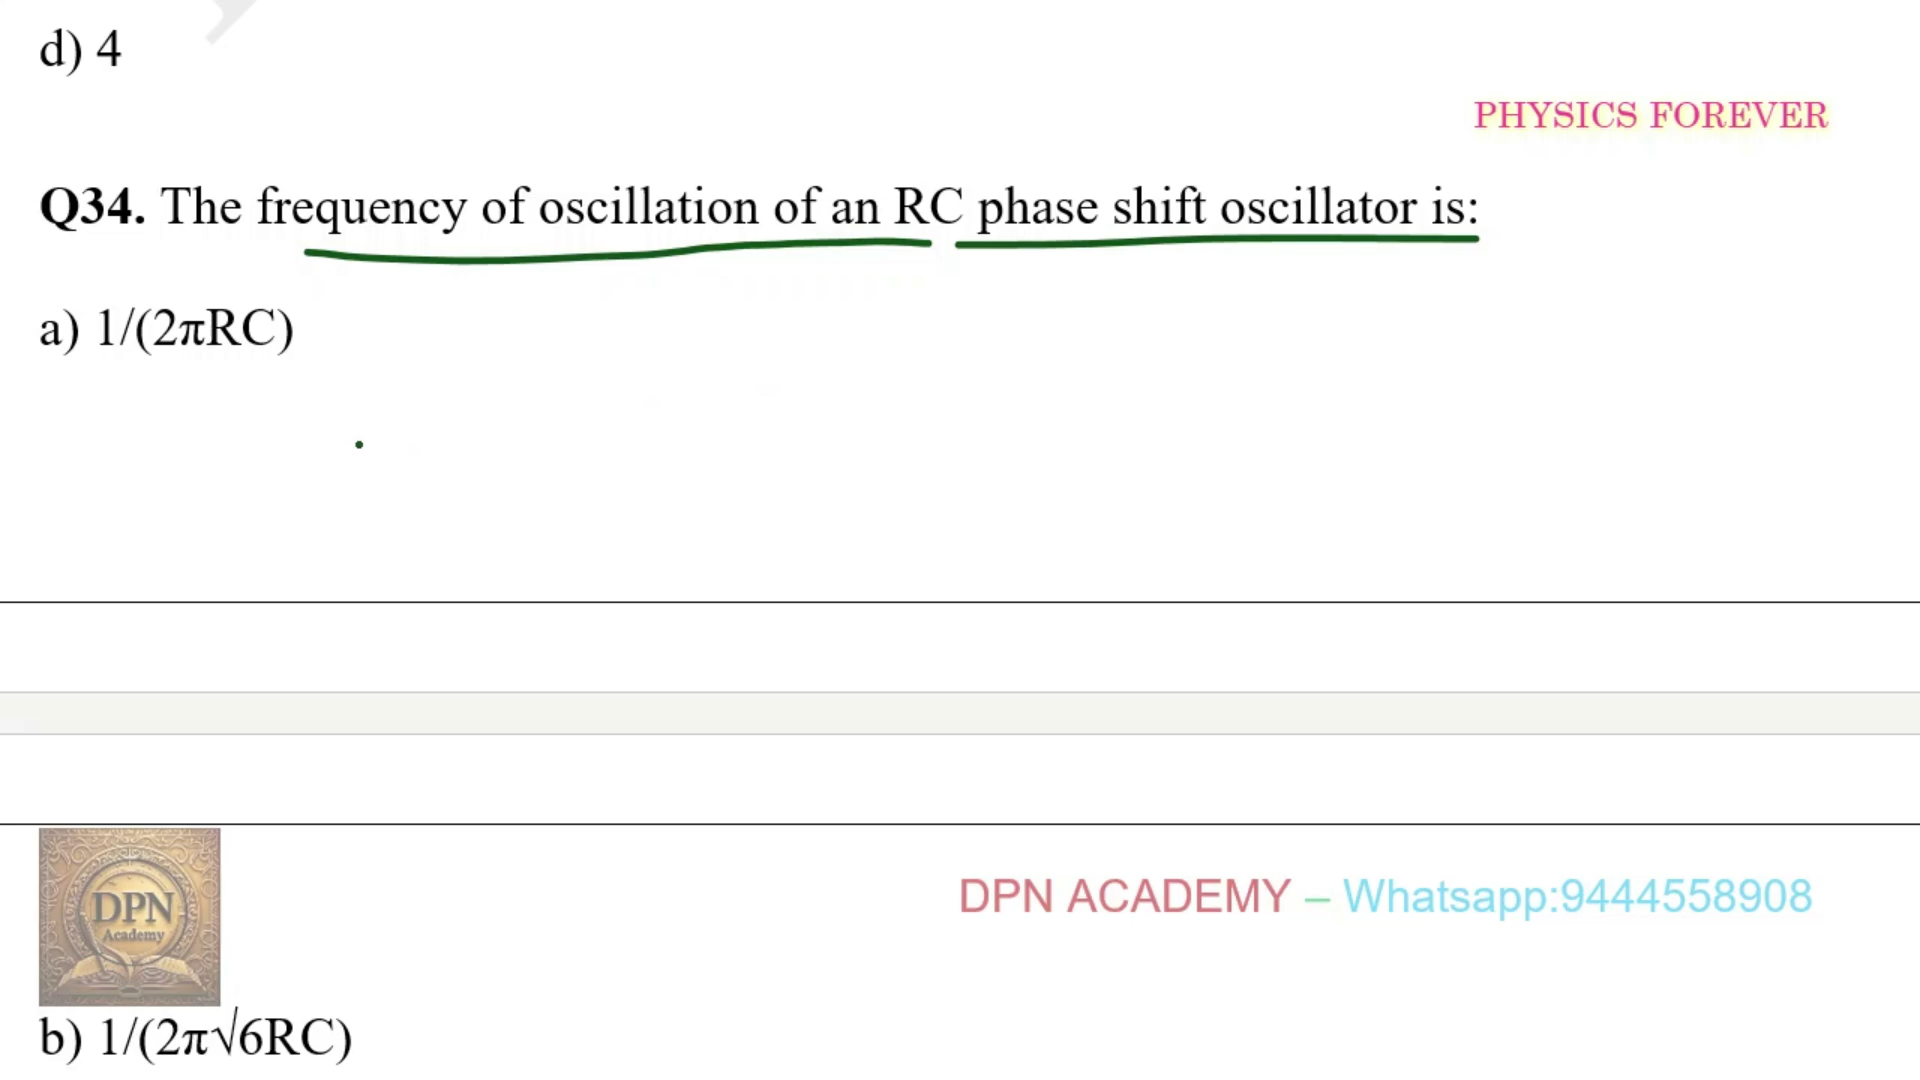 d) 4
PHYSICS FOREVER
Q34. The frequency of oscillation of an RC phase shift oscillator is:
a) 1/(2πRC)
DPN
Academy
DPN ACADEMY – Whatsapp:9444558908
b) 1/(2π√6RC)